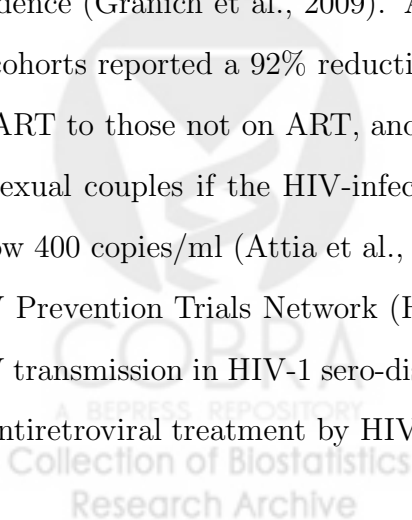 dence (Granich et al., 2009). A
cohorts reported a 92% reducti
ART to those not on ART, and
exual couples if the HIV-infec
ow 400 copies/ml (Attia et al.,
Prevention Trials Network (H
transmission in HIV-1 sero-dis
ntiretroviral treatment by HIV
COBRA
A BEPRESS REPOSITORY
Collection of Biostatistics
Research Archive